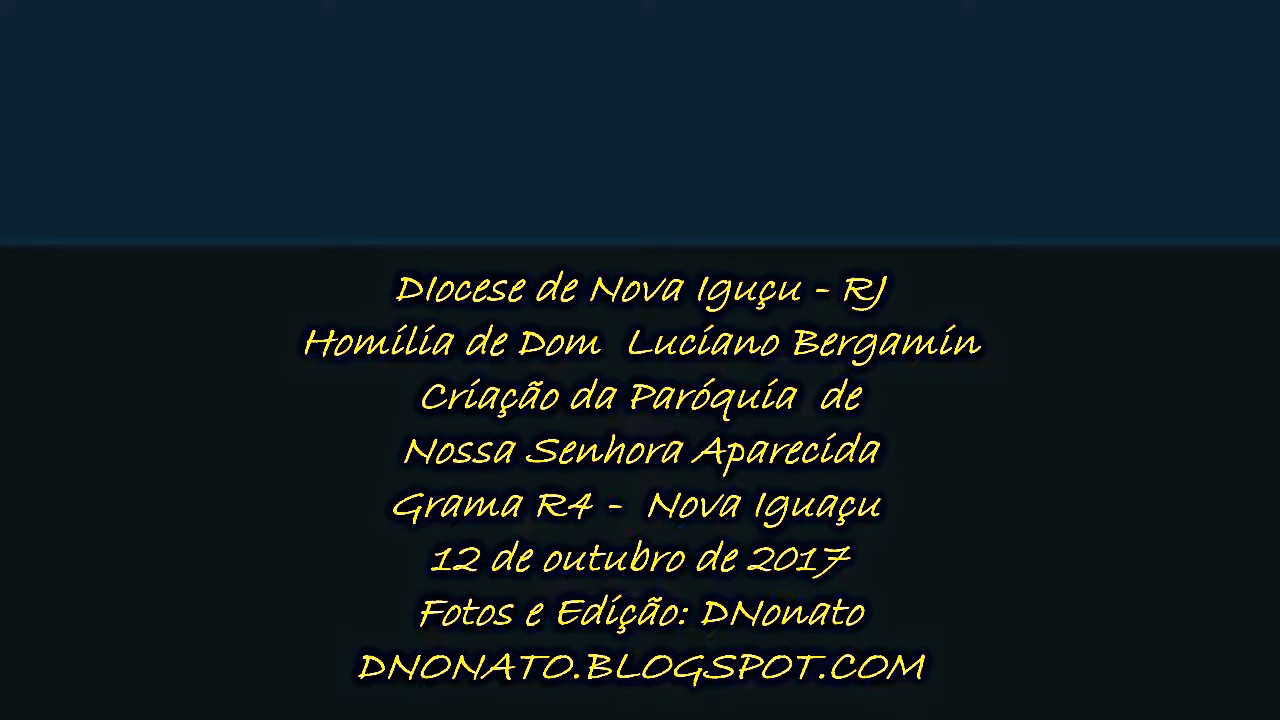 DIocese de Nova Iguçu - RJ
Homilia de Dom Luciano Bergamin
Criação da Paróquia de
Nossa Senhora Aparecida
Grama R4 - Nova Iguaçu
12 de outubro de 2017
Fotos e Edição: DNonato
DNONATO.BLOGSPOT.COM